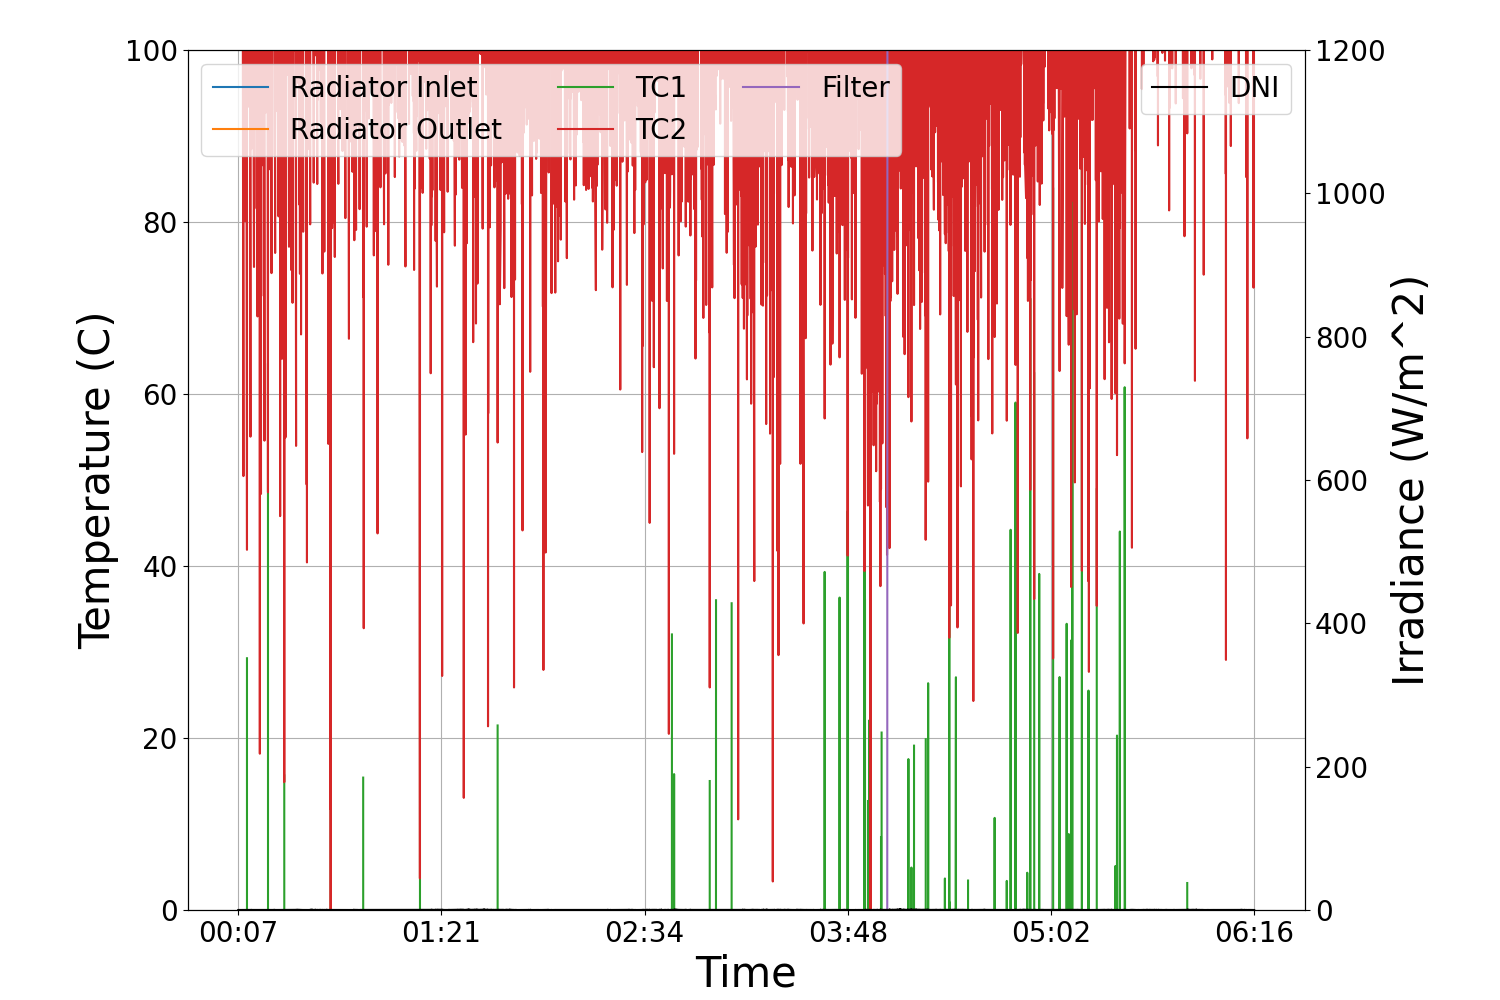 100
80
60
40
20
0
Temperature (C)
Radiator Inlet
Radiator Outlet
TC1
TC2
Filter
DNI
1200
1000
800
600
400
200
0
Irradiance (W/m^2)
00:07
01:21
02:34
03:48
05:02
06:16
Time